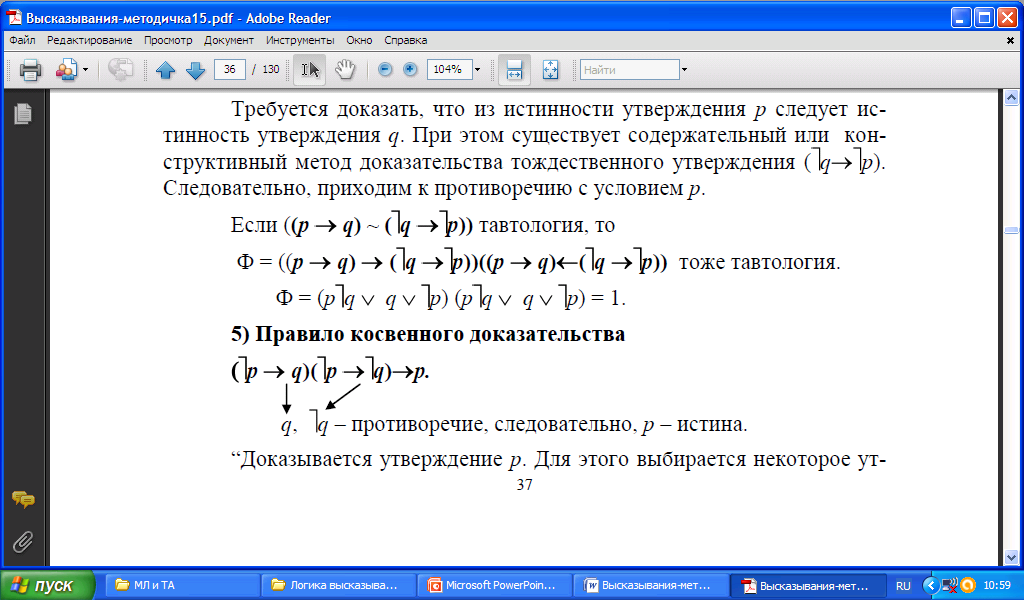 Высказывания-методичка15.pdf - Adobe Reader
Файл Редактирование Просмотр Документ Инструменты Окно Справка
36 / 130 104% Найти
Требуется доказать, что из истинности утверждения p следует ис-
тинность утверждения q. При этом существует содержательный или кон-
структивный метод доказательства тождественного утверждения (⎤q→⎤p).
Следовательно, приходим к противоречию с условием p.
Если ((p → q) ~ (⎤q →⎤p)) тавтология, то
Φ = ((p → q) → (⎤q →⎤p))((p → q)←(⎤q →⎤p)) тоже тавтология.
Φ = (p⎤q ∨ q ∨⎤p) (p⎤q ∨ q ∨⎤p) = 1.
5) Правило косвенного доказательства
(⎤p → q)(⎤p →⎤q)→p.
q, ⎤q – противоречие, следовательно, p – истина.
“Доказывается утверждение p. Для этого выбирается некоторое ут-
37
пуск МЛ и ТА Логика высказыва... Microsoft PowerPoin... Высказывания-мет... Высказывания-мет... RU 10:59